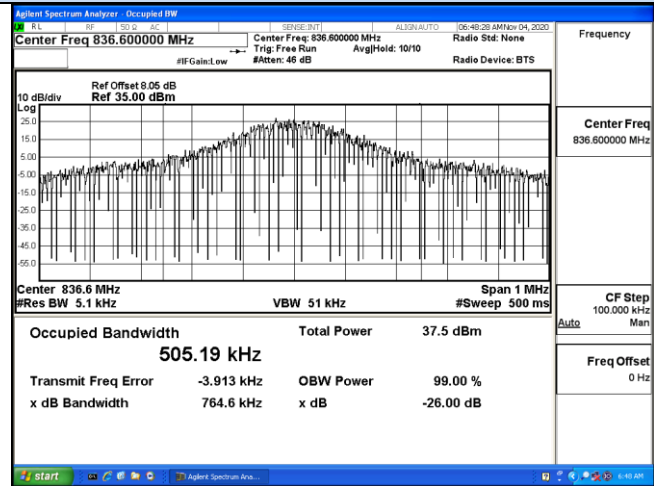 Agilent Spectrum Analyzer - Occupied BW
RL RF 50 Ω AC SENSE:INT ALIGN AUTO 06:48:28 AM Nov 04, 2020
Center Freq 836.600000 MHz
Center Freq: 836.600000 MHz Radio Std: None
Trig: Free Run Avg|Hold: 10/10
#IFGain:Low #Atten: 46 dB Radio Device: BTS
Ref Offset 8.05 dB
10 dB/div Ref 35.00 dBm
Log
25.0
15.0
5.00
-5.00
-15.0
-25.0
-35.0
-45.0
-55.0
Center 836.6 MHz Span 1 MHz
#Res BW 5.1 kHz VBW 51 kHz #Sweep 500 ms
Occupied Bandwidth Total Power 37.5 dBm
505.19 kHz
Transmit Freq Error -3.913 kHz OBW Power 99.00 %
x dB Bandwidth 764.6 kHz x dB -26.00 dB
Frequency
Center Freq
836.600000 MHz
CF Step
100.000 kHz
Auto Man
Freq Offset
0 Hz
start Agilent Spectrum Ana... 6:48 AM